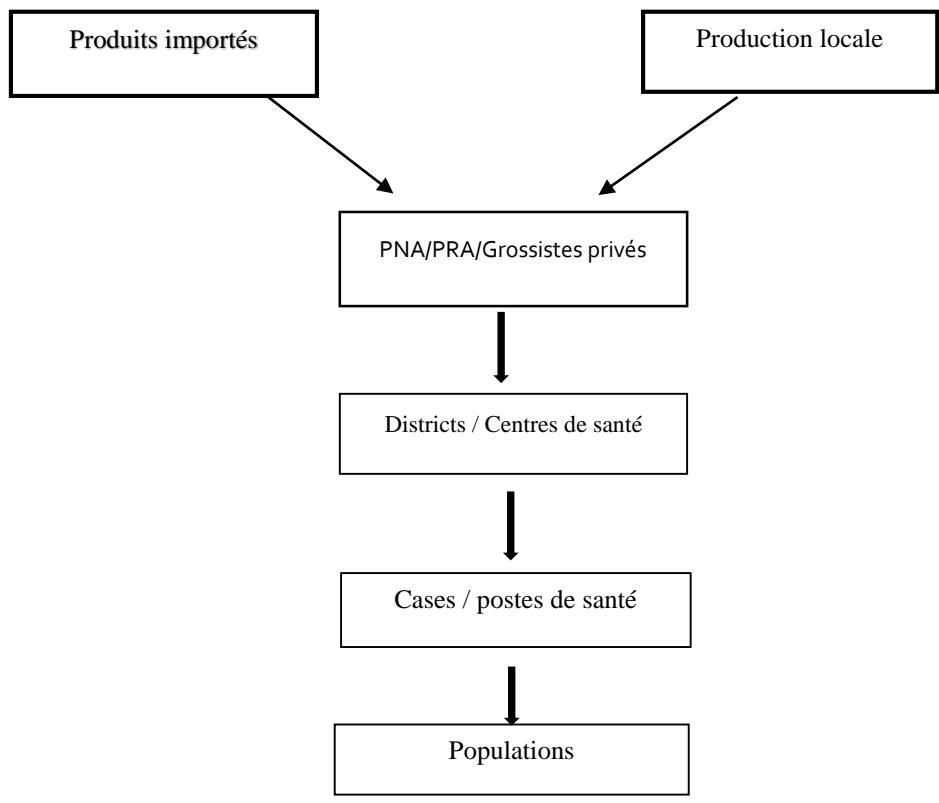 Produits importés
Production locale
PNA/PRA/Grossistes privés
Districts / Centres de santé
Cases / postes de santé
Populations